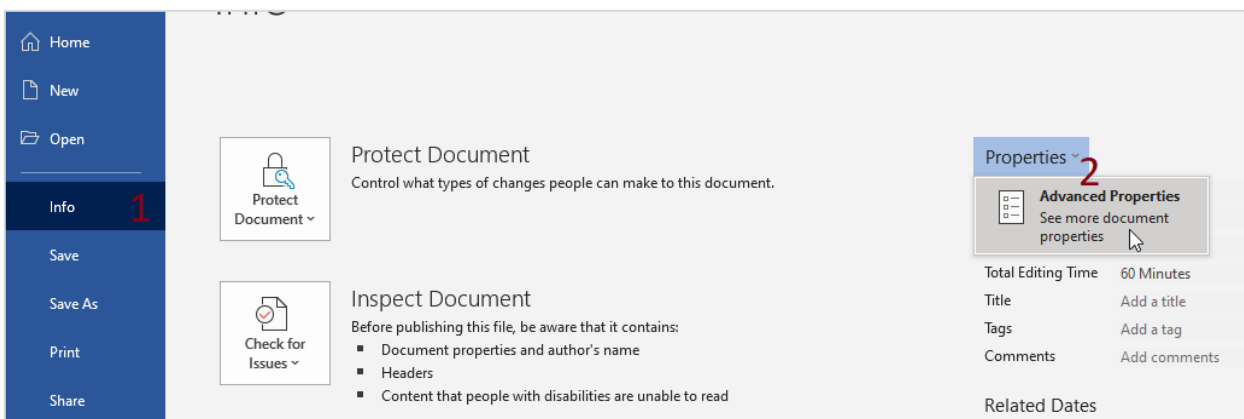 Info
Home
New
Open
Info 1
Save
Save As
Print
Share
Protect
Document
Protect Document
Control what types of changes people can make to this document.
Check for
Issues
Inspect Document
Before publishing this file, be aware that it contains:
Document properties and author's name
Headers
Content that people with disabilities are unable to read
Properties 2
Advanced Properties
See more document
properties
Total Editing Time 60 Minutes
Title Add a title
Tags Add a tag
Comments Add comments
Related Dates